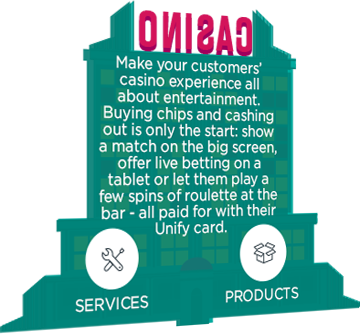 CASINO
Make your customers'
casino experience all
about entertainment.
Buying chips and cashing
out is only the start: show
a match on the big screen,
offer live betting on a
tablet or let them play a
few spins of roulette at the
bar - all paid for with their
Unify card.
SERVICES
PRODUCTS